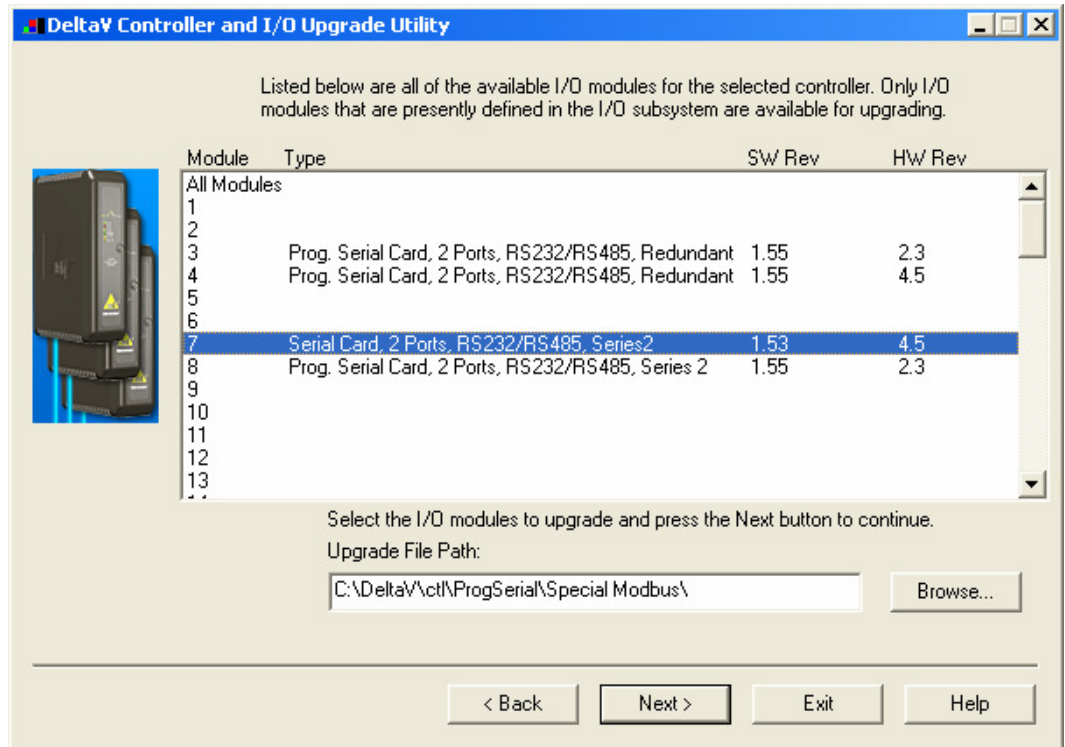 DeltaV Controller and I/O Upgrade Utility
Listed below are all of the available I/O modules for the selected controller. Only I/O
modules that are presently defined in the I/O subsystem are available for upgrading.
Module Type SW Rev HW Rev
All Modules
1
2
3 Prog. Serial Card, 2 Ports, RS232/RS485, Redundant 1.55 2.3
4 Prog. Serial Card, 2 Ports, RS232/RS485, Redundant 1.55 4.5
5
6
7 Serial Card, 2 Ports, RS232/RS485, Series2 1.53 4.5
8 Prog. Serial Card, 2 Ports, RS232/RS485, Series 2 1.55 2.3
9
10
11
12
13
Select the I/O modules to upgrade and press the Next button to continue.
Upgrade File Path:
C:\DeltaV\ctl\ProgSerial\Special Modbus\
Browse...
< Back Next > Exit Help